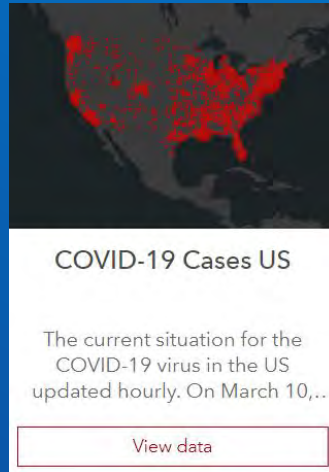 COVID-19 Cases US
The current situation for the
COVID-19 virus in the US
updated hourly. On March 10,..
View data